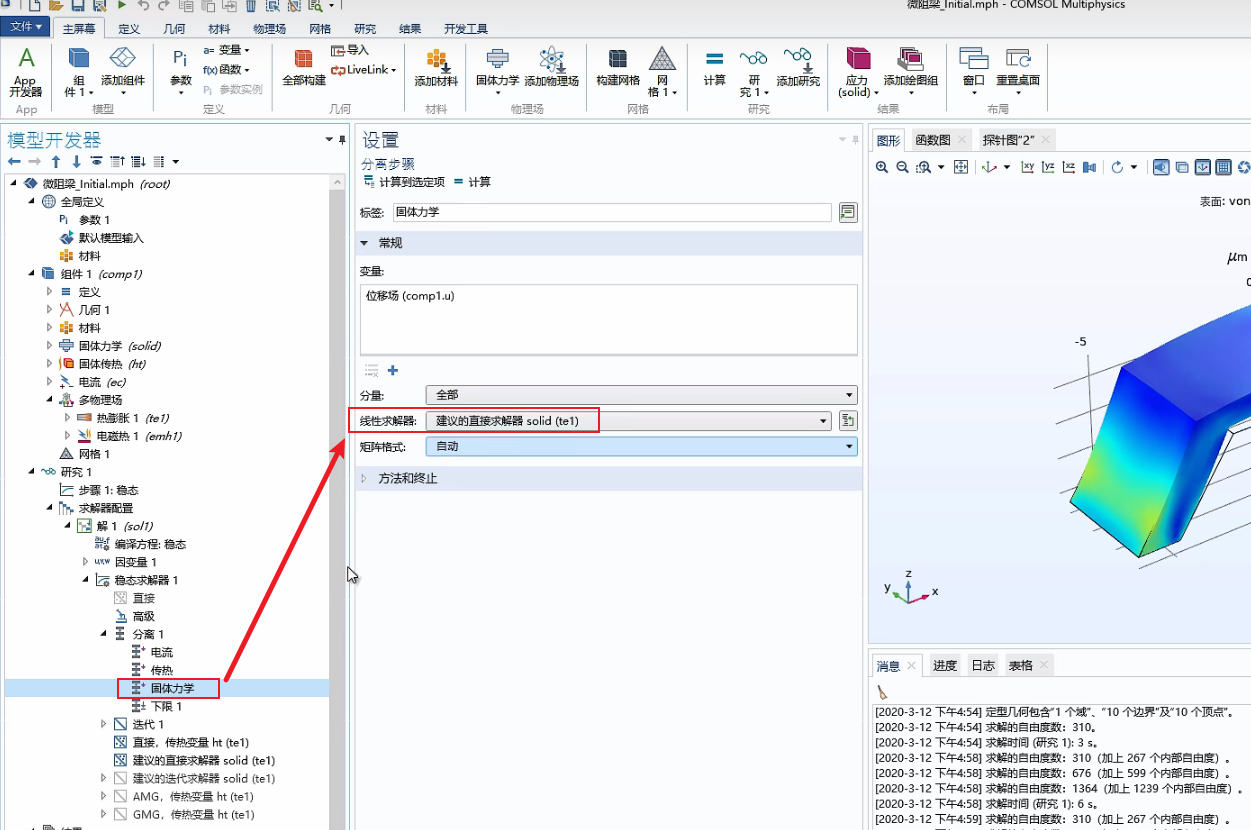 微阻梁_Initial.mph - COMSOL Multiphysics
文件 主屏幕 定义 几何 材料 物理场 网格 研究 结果 开发工具
A Pi a= 变量 导入
f(x) 函数 LiveLink
Pi 参数实例
App 开发器 组件 1 添加组件 参数 全部构建 添加材料 固体力学 添加物理场 构建网格 网格 1 计算 研究 1 添加研究 应力 (solid) 添加绘图组 窗口 重置桌面
App 模型 定义 几何 材料 物理场 网格 研究 结果 布局
模型开发器
微阻梁_Initial.mph (root)
全局定义
Pi 参数 1
默认模型输入
材料
组件 1 (comp1)
定义
几何 1
材料
固体力学 (solid)
固体传热 (ht)
电流 (ec)
多物理场
热膨胀 1 (te1)
电磁热 1 (emh1)
网格 1
研究 1
步骤 1: 稳态
求解器配置
解 1 (sol1)
编译方程: 稳态
因变量 1
稳态求解器 1
直接
高级
分离 1
电流
传热
固体力学
下限 1
迭代 1
直接，传热变量 ht (te1)
建议的直接求解器 solid (te1)
建议的迭代求解器 solid (te1)
AMG，传热变量 ht (te1)
GMG，传热变量 ht (te1)
设置
分离步骤
计算到选定项 = 计算
标签: 固体力学
常规
变量:
位移场 (comp1.u)
分量: 全部
线性求解器: 建议的直接求解器 solid (te1)
矩阵格式: 自动
方法和终止
图形 函数图 探针图“2”
xy yz xz
表面: von
μm
0
-5
z
y x
消息 进度 日志 表格
[2020-3-12 下午4:54] 定型几何包含“1 个域”、“10 个边界”及“10 个顶点”。
[2020-3-12 下午4:54] 求解的自由度数：310。
[2020-3-12 下午4:54] 求解时间 (研究 1): 3 s。
[2020-3-12 下午4:58] 求解的自由度数：310（加上 267 个内部自由度）。
[2020-3-12 下午4:58] 求解的自由度数：676（加上 599 个内部自由度）。
[2020-3-12 下午4:58] 求解的自由度数：1364（加上 1239 个内部自由度）。
[2020-3-12 下午4:58] 求解时间 (研究 1): 6 s。
[2020-3-12 下午4:59] 求解的自由度数：310（加上 267 个内部自由度）。